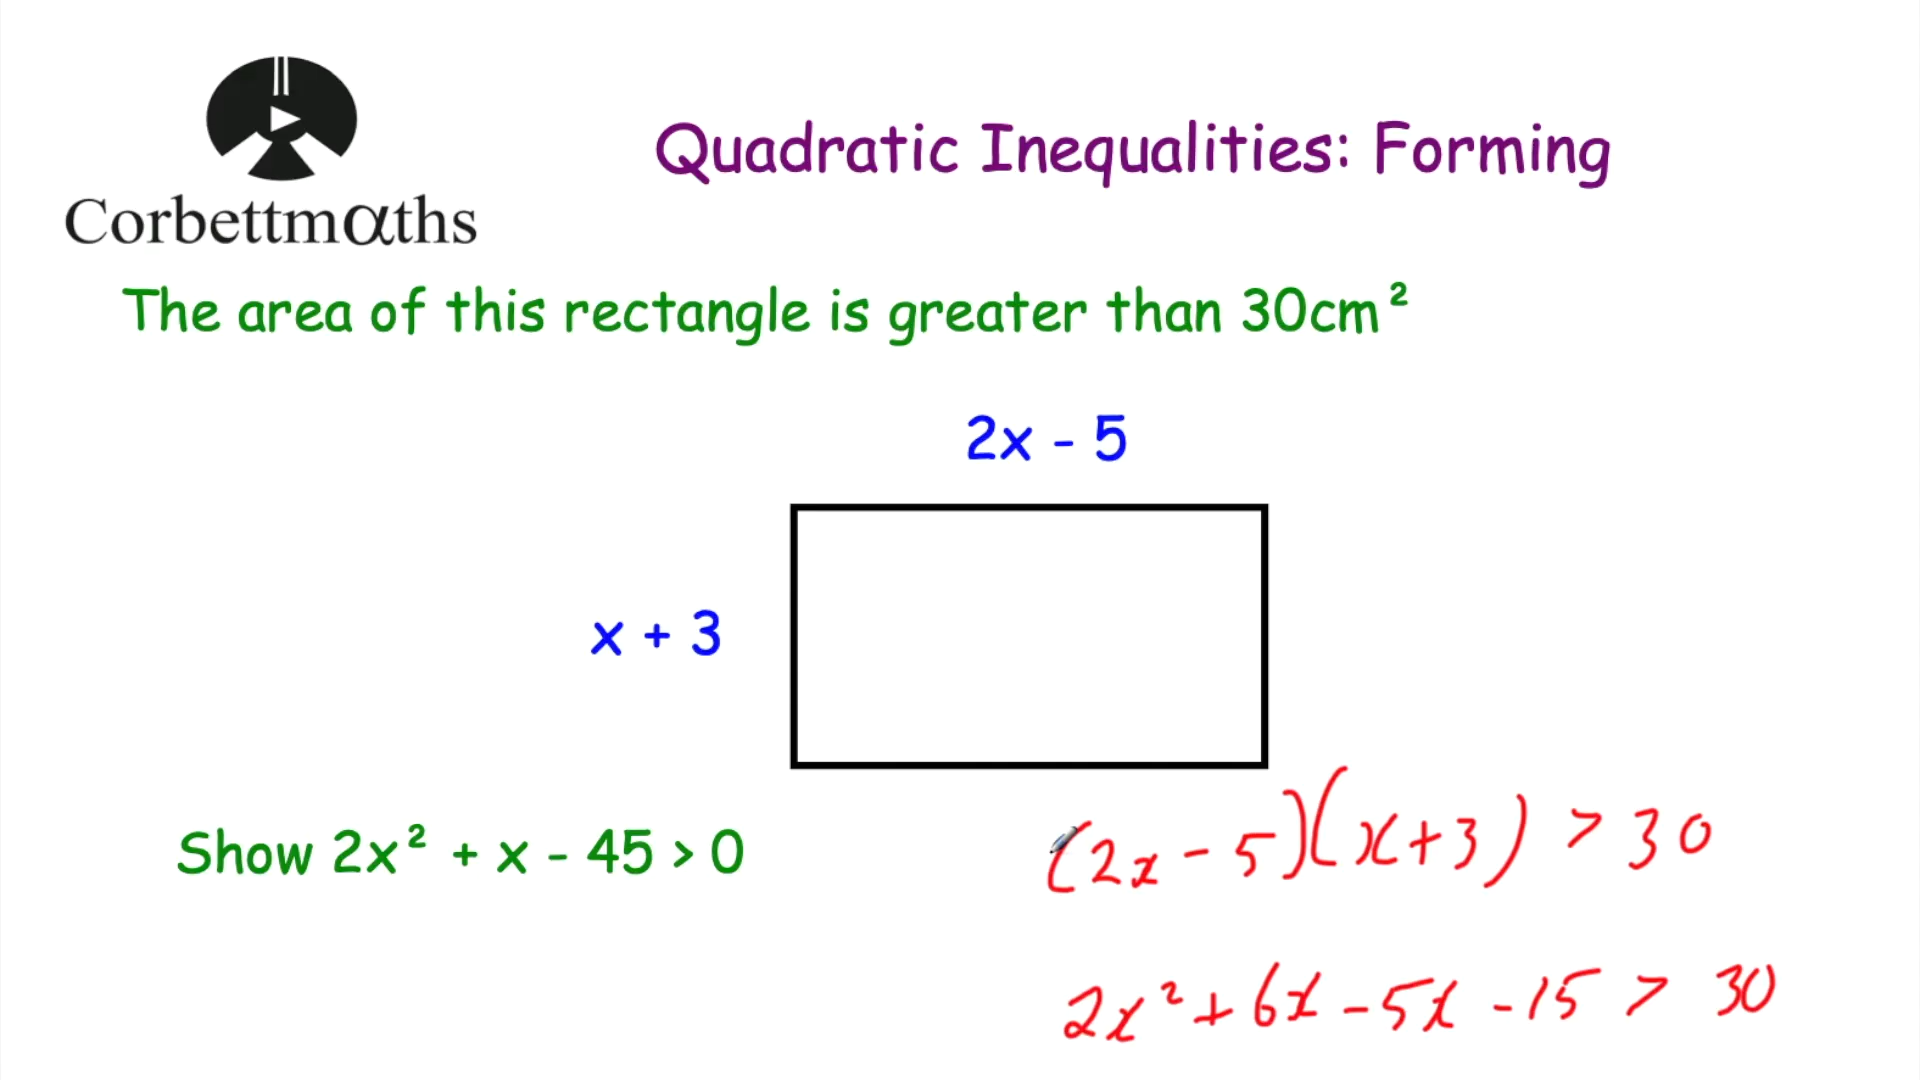 Corbettmαths
Quadratic Inequalities: Forming
The area of this rectangle is greater than 30cm²
2x - 5
x + 3
Show 2x² + x - 45 > 0
(2x - 5)(x+3) > 30
2x² + 6x - 5x - 15 > 30